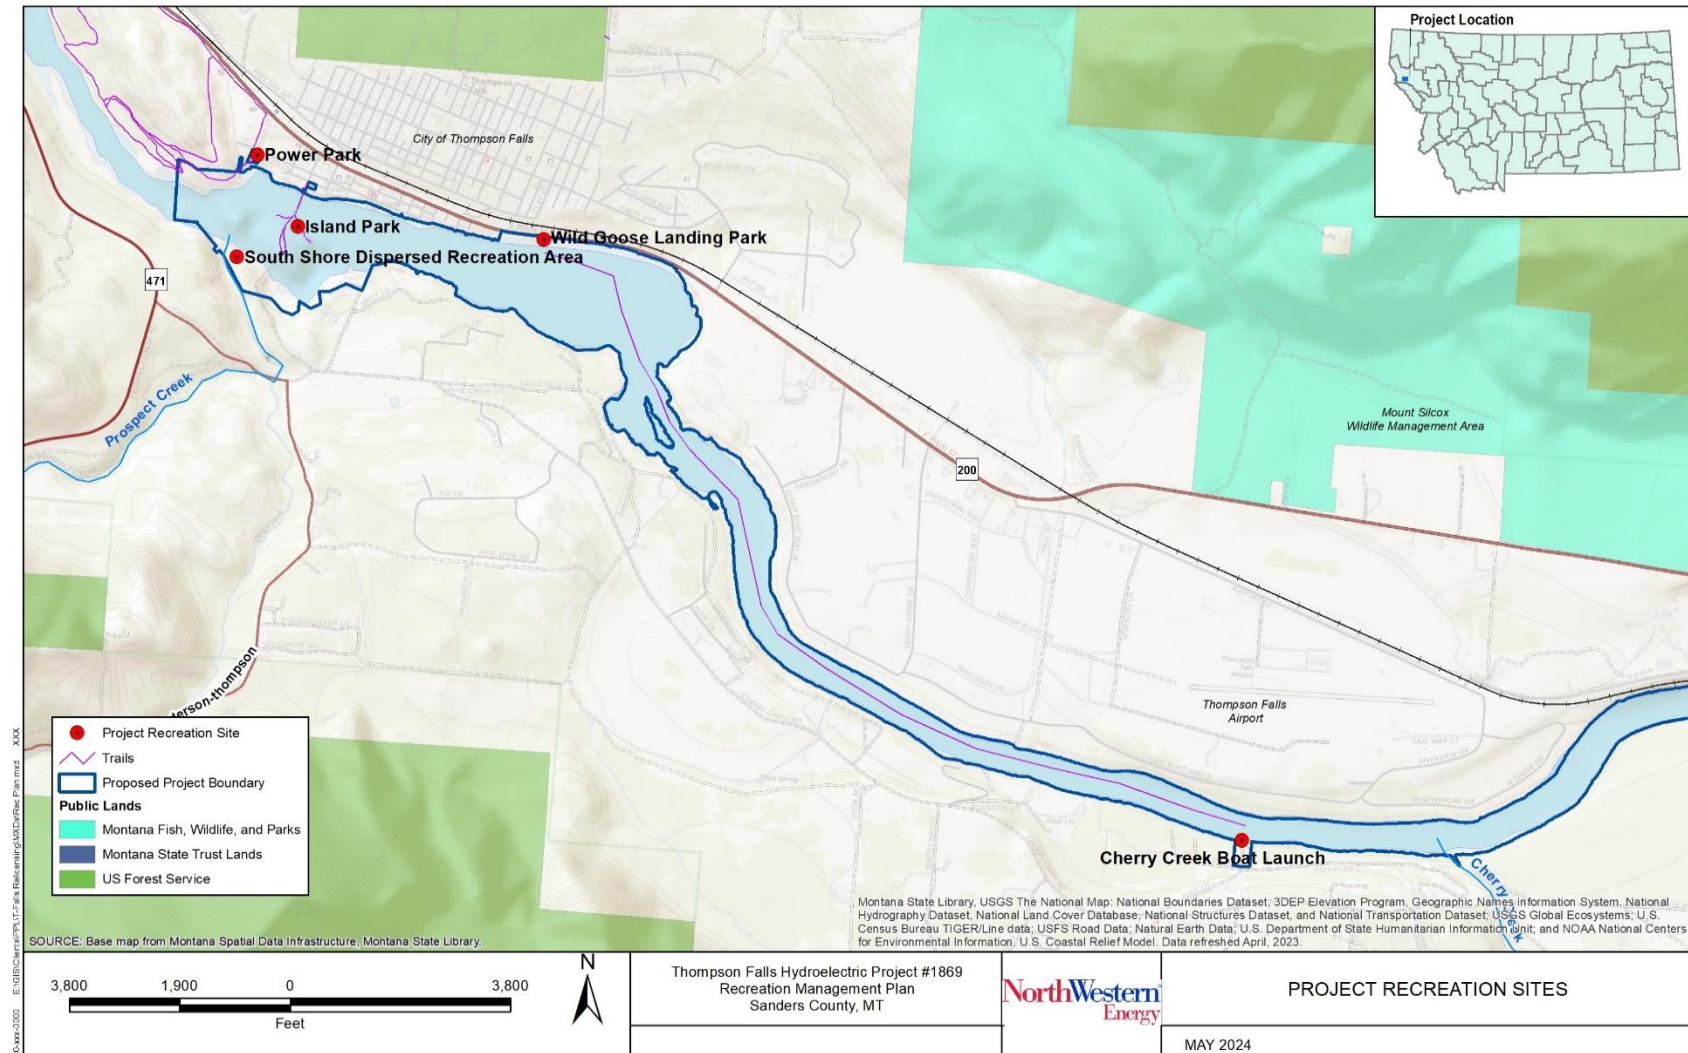 Project Location
City of Thompson Falls
Thompson
Falls
Power Park
Island Park
Wild Goose Landing Park
South Shore Dispersed Recreation Area
471
Prospect Creek
200
Mount Silcox
Wildlife Management Area
Thompson Falls
Airport
erson-thompson
Cherry Creek Boat Launch
Cherry Creek
Project Recreation Site
Trails
Proposed Project Boundary
Public Lands
Montana Fish, Wildlife, and Parks
Montana State Trust Lands
US Forest Service
SOURCE: Base map from Montana Spatial Data Infrastructure, Montana State Library.
Montana State Library, USGS The National Map: National Boundaries Dataset, 3DEP Elevation Program, Geographic Names Information System, National
Hydrography Dataset, National Land Cover Database, National Structures Dataset, and National Transportation Dataset; USGS Global Ecosystems; U.S.
Census Bureau TIGER/Line data; USFS Road Data; Natural Earth Data; U.S. Department of State Humanitarian Information Unit; and NOAA National Centers
for Environmental Information, U.S. Coastal Relief Model. Data refreshed April, 2023.
3,800 1,900 0 3,800
Feet
N
Thompson Falls Hydroelectric Project #1869
Recreation Management Plan
Sanders County, MT
NorthWestern
Energy
PROJECT RECREATION SITES
MAY 2024